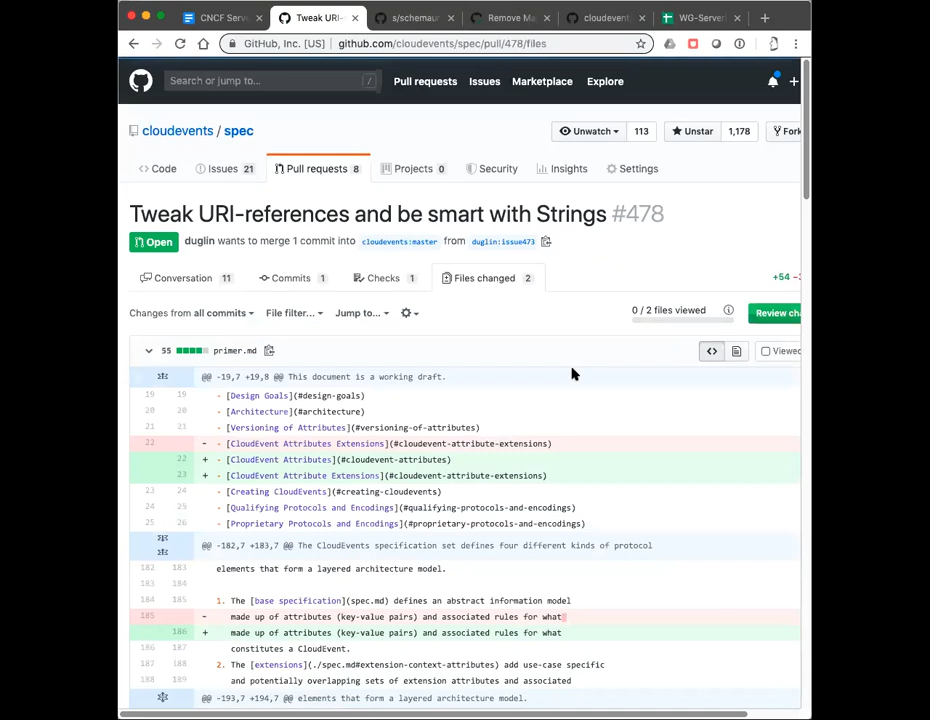 CNCF Serv
Tweak URI-
s/schemaur
Remove Ma
cloudevent
WG-Server
GitHub, Inc. [US] | github.com/cloudevents/spec/pull/478/files
Search or jump to...
/
Pull requests Issues Marketplace Explore
cloudevents / spec
Unwatch 113 Unstar 1,178 Fork
Code Issues 21 Pull requests 8 Projects 0 Security Insights Settings
Tweak URI-references and be smart with Strings #478
Open duglin wants to merge 1 commit into cloudevents:master from duglin:issue473
Conversation 11 Commits 1 Checks 1 Files changed 2 +54 −3
Changes from all commits File filter... Jump to... 0 / 2 files viewed Review cha
55 primer.md Viewed
@@ -19,7 +19,8 @@ This document is a working draft.
19 19 - [Design Goals](#design-goals)
20 20 - [Architecture](#architecture)
21 21 - [Versioning of Attributes](#versioning-of-attributes)
22 - - [CloudEvent Attributes Extensions](#cloudevent-attribute-extensions)
22 + - [CloudEvent Attributes](#cloudevent-attributes)
23 + - [CloudEvent Attribute Extensions](#cloudevent-attribute-extensions)
23 24 - [Creating CloudEvents](#creating-cloudevents)
24 25 - [Qualifying Protocols and Encodings](#qualifying-protocols-and-encodings)
25 26 - [Proprietary Protocols and Encodings](#proprietary-protocols-and-encodings)
@@ -182,7 +183,7 @@ The CloudEvents specification set defines four different kinds of protocol
182 183 elements that form a layered architecture model.
183 184
184 185 1. The [base specification](spec.md) defines an abstract information model
185 - made up of attributes (key-value pairs) and associated rules for what
186 + made up of attributes (key-value pairs) and associated rules for what
186 187 constitutes a CloudEvent.
187 188 2. The [extensions](./spec.md#extension-context-attributes) add use-case specific
188 189 and potentially overlapping sets of extension attributes and associated
@@ -193,7 +194,7 @@ elements that form a layered architecture model.